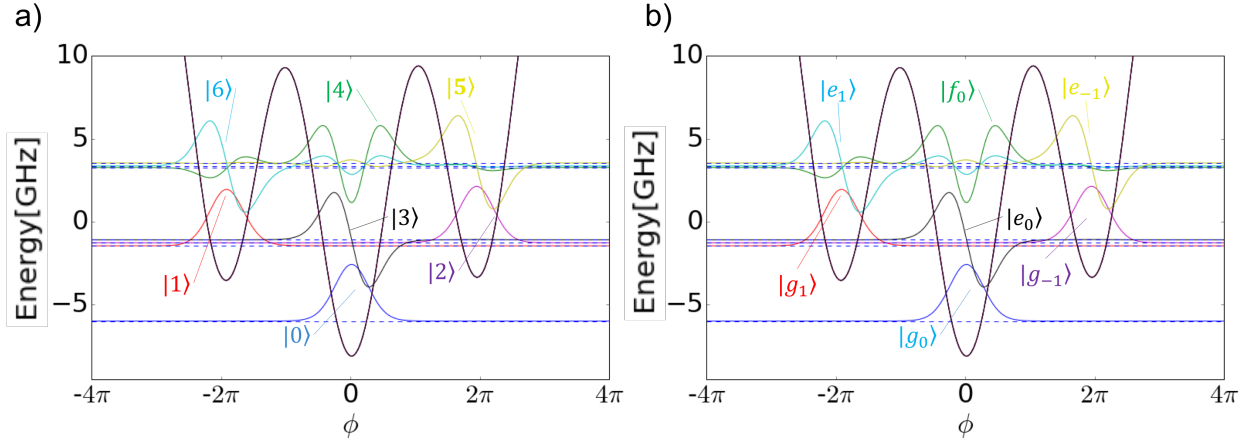 a)
Energy[GHz]
10
5
0
−5
|6⟩
|4⟩
|5⟩
|3⟩
|1⟩
|2⟩
|0⟩
-4π
-2π
0
2π
4π
ϕ
b)
Energy[GHz]
10
5
0
−5
|e₁⟩
|f₀⟩
|e₋₁⟩
|e₀⟩
|g₁⟩
|g₋₁⟩
|g₀⟩
-4π
-2π
0
2π
4π
ϕ